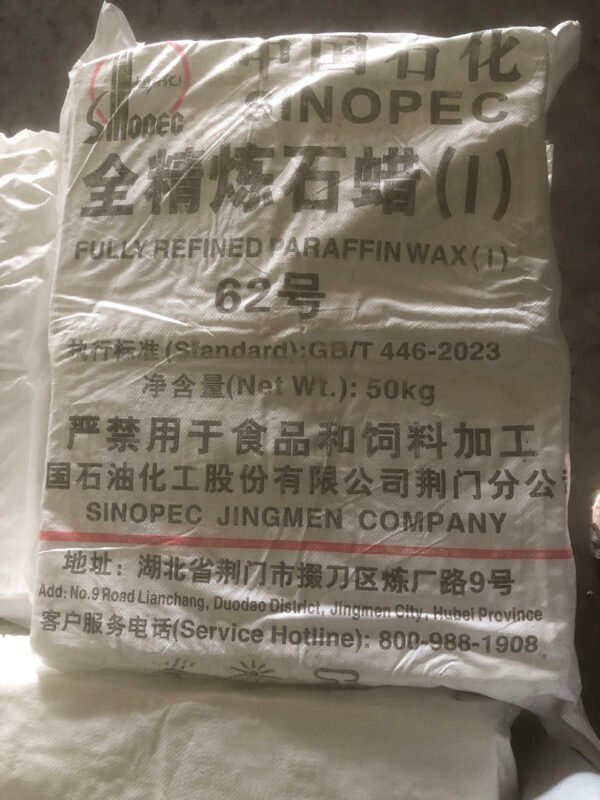 中国石化
SINOPEC
SINOPEC
全精炼石蜡(I)
FULLY REFINED PARAFFIN WAX(I)
62号
执行标准(Standard):GB/T 446-2023
净含量(Net Wt.): 50kg
严禁用于食品和饲料加工
国石油化工股份有限公司荆门分公
SINOPEC JINGMEN COMPANY
地址: 湖北省荆门市掇刀区炼厂路9号
Add: No.9 Road Lianchang, Duodao District, Jingmen City, Hubei Province
客户服务电话(Service Hotline): 800-988-1908